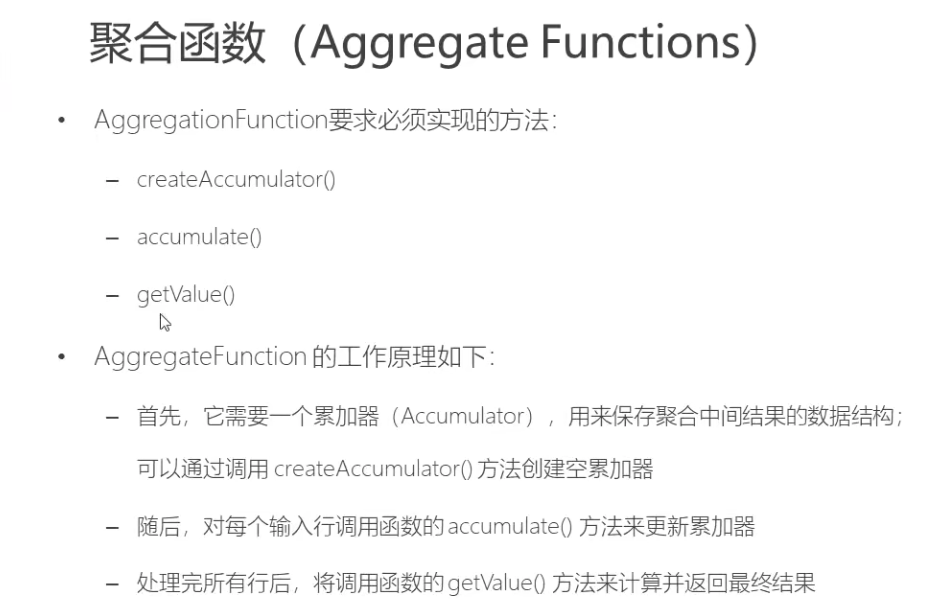 聚合函数（Aggregate Functions）
• AggregationFunction要求必须实现的方法：
– createAccumulator()
– accumulate()
– getValue()
• AggregateFunction 的工作原理如下：
– 首先，它需要一个累加器（Accumulator），用来保存聚合中间结果的数据结构；
可以通过调用 createAccumulator() 方法创建空累加器
– 随后，对每个输入行调用函数的 accumulate() 方法来更新累加器
– 处理完所有行后，将调用函数的 getValue() 方法来计算并返回最终结果